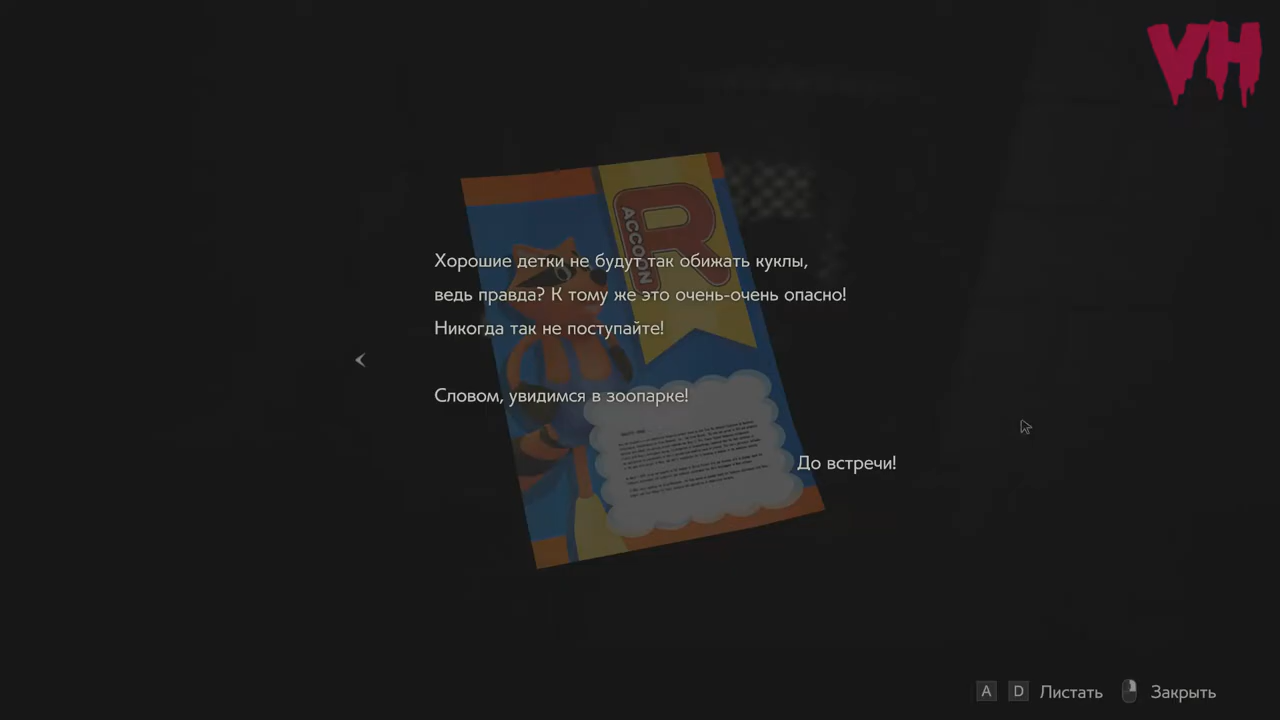 VH
R
ACCOON
Хорошие детки не будут так обижать куклы,
ведь правда? К тому же это очень-очень опасно!
Никогда так не поступайте!
Словом, увидимся в зоопарке!
До встречи!
A D Листать Закрыть